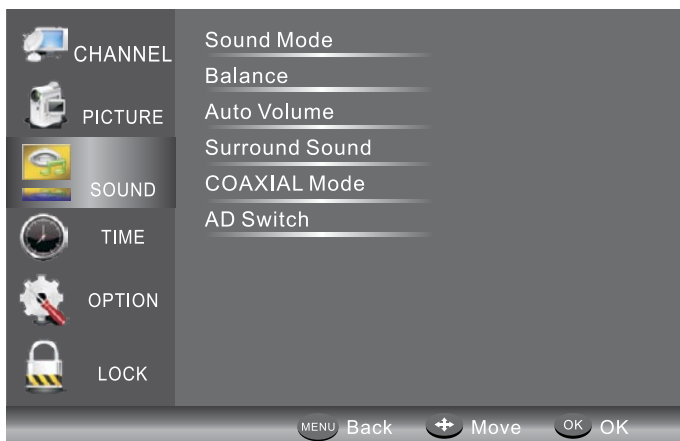 CHANNEL
PICTURE
SOUND
TIME
OPTION
LOCK
Sound Mode
Balance
Auto Volume
Surround Sound
COAXIAL Mode
AD Switch
MENU Back OK OK
Move